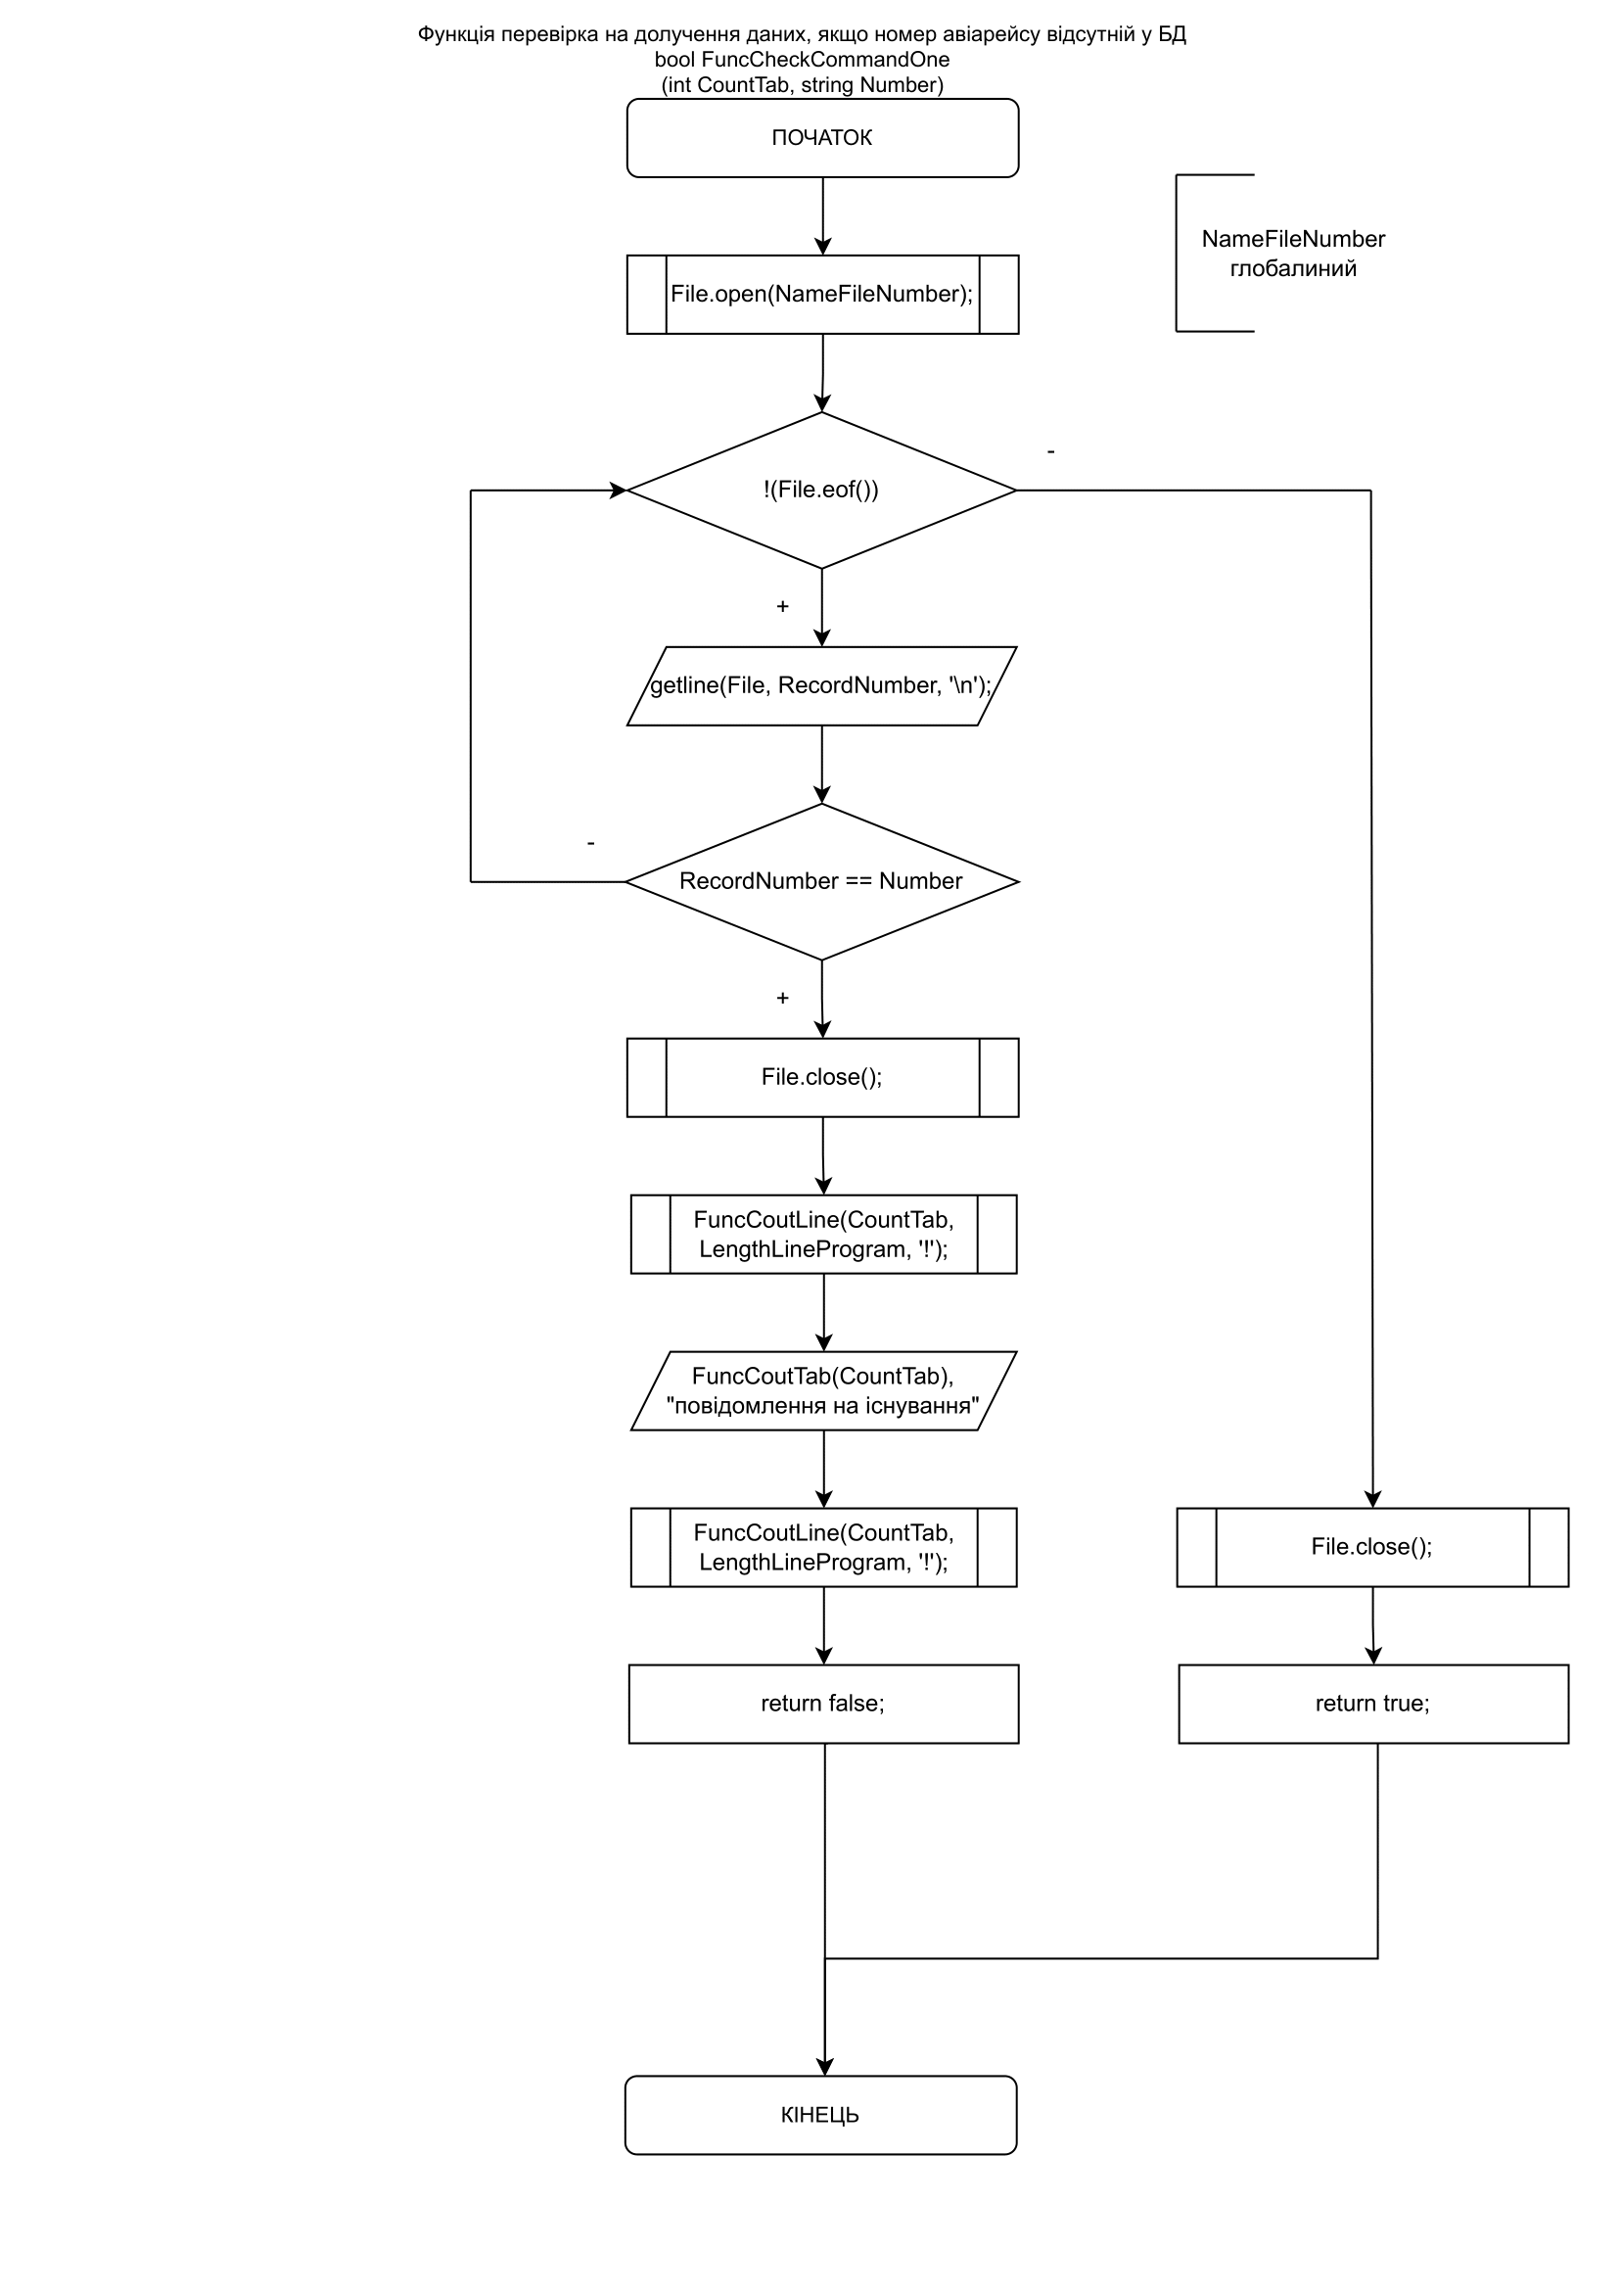 Функція перевірка на долучення даних, якщо номер авіарейсу відсутній у БД
bool FuncCheckCommandOne
(int CountTab, string Number)
ПОЧАТОК
NameFileNumber
глобалиний
File.open(NameFileNumber);
-
!(File.eof())
+
getline(File, RecordNumber, '\n');
-
RecordNumber == Number
+
File.close();
FuncCoutLine(CountTab,
LengthLineProgram, '!');
FuncCoutTab(CountTab),
"повідомлення на існування"
FuncCoutLine(CountTab,
LengthLineProgram, '!');
File.close();
return false;
return true;
КІНЕЦЬ